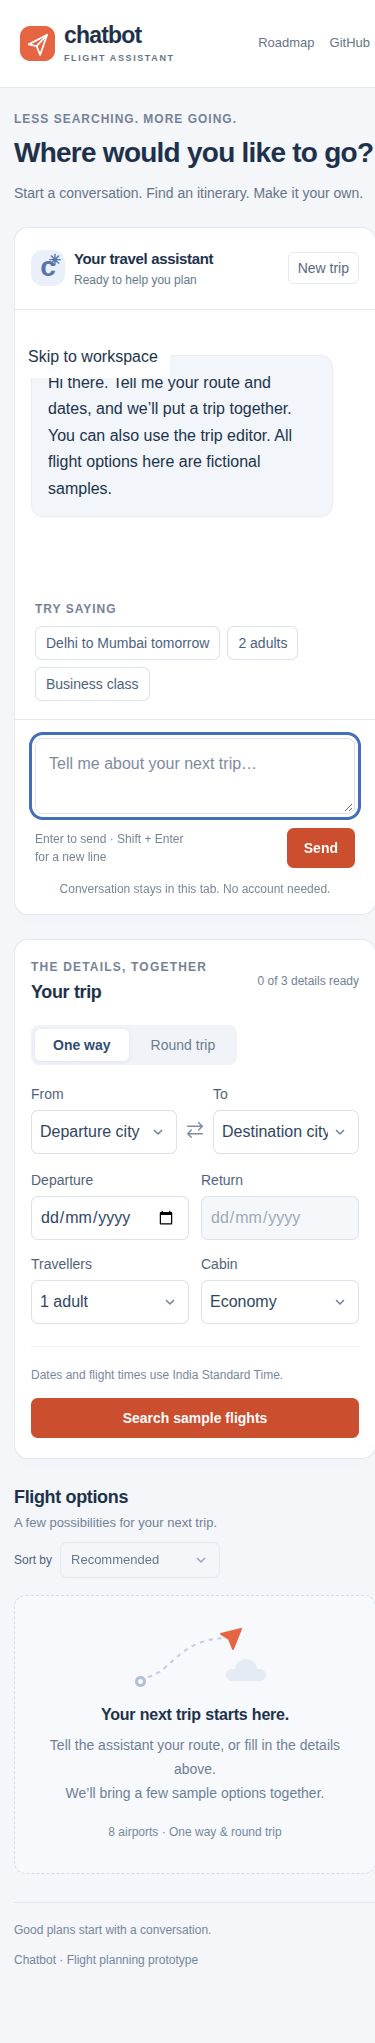 chatbot
FLIGHT ASSISTANT
Roadmap GitHub
LESS SEARCHING. MORE GOING.
Where would you like to go?
Start a conversation. Find an itinerary. Make it your own.
c
Your travel assistant
Ready to help you plan
New trip
Skip to workspace
Hi there. Tell me your route and
dates, and we’ll put a trip together.
You can also use the trip editor. All
flight options here are fictional
samples.
TRY SAYING
Delhi to Mumbai tomorrow 2 adults
Business class
Tell me about your next trip…
Enter to send · Shift + Enter
for a new line
Send
Conversation stays in this tab. No account needed.
THE DETAILS, TOGETHER
Your trip
0 of 3 details ready
One way Round trip
From To
Departure city Destination city
Departure Return
dd/mm/yyyy dd/mm/yyyy
Travellers Cabin
1 adult Economy
Dates and flight times use India Standard Time.
Search sample flights
Flight options
A few possibilities for your next trip.
Sort by Recommended
Your next trip starts here.
Tell the assistant your route, or fill in the details
above.
We’ll bring a few sample options together.
8 airports · One way & round trip
Good plans start with a conversation.
Chatbot · Flight planning prototype